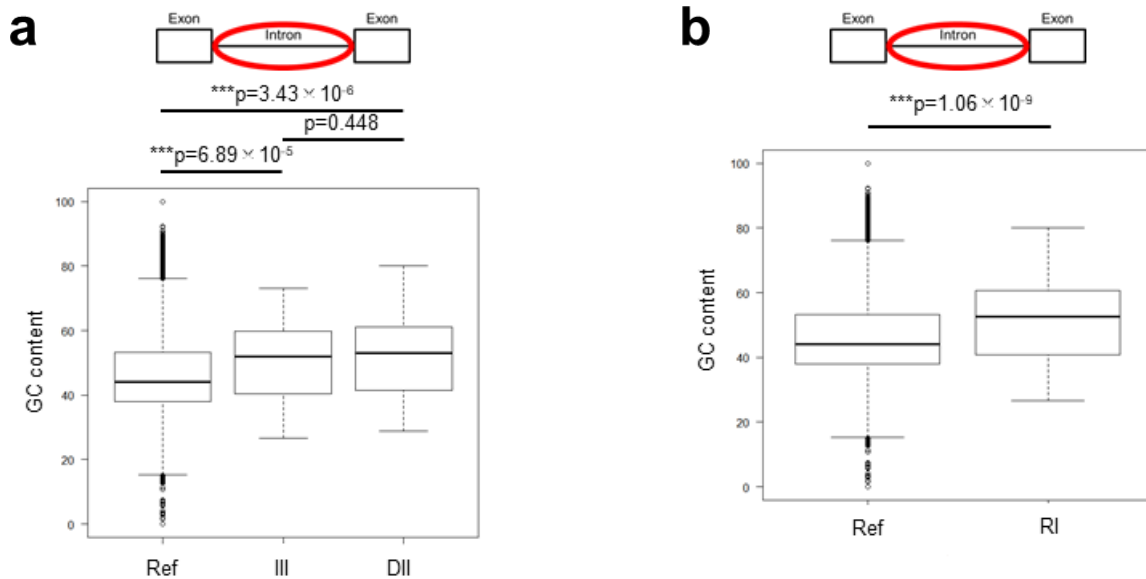 a
Exon Exon
Intron
***p=3.43×10⁻⁶
p=0.448
***p=6.89×10⁻⁵
100
80
60
40
20
0
GC content
Ref III DII
b
Exon Exon
Intron
***p=1.06×10⁻⁹
100
80
60
40
20
0
GC content
Ref RI